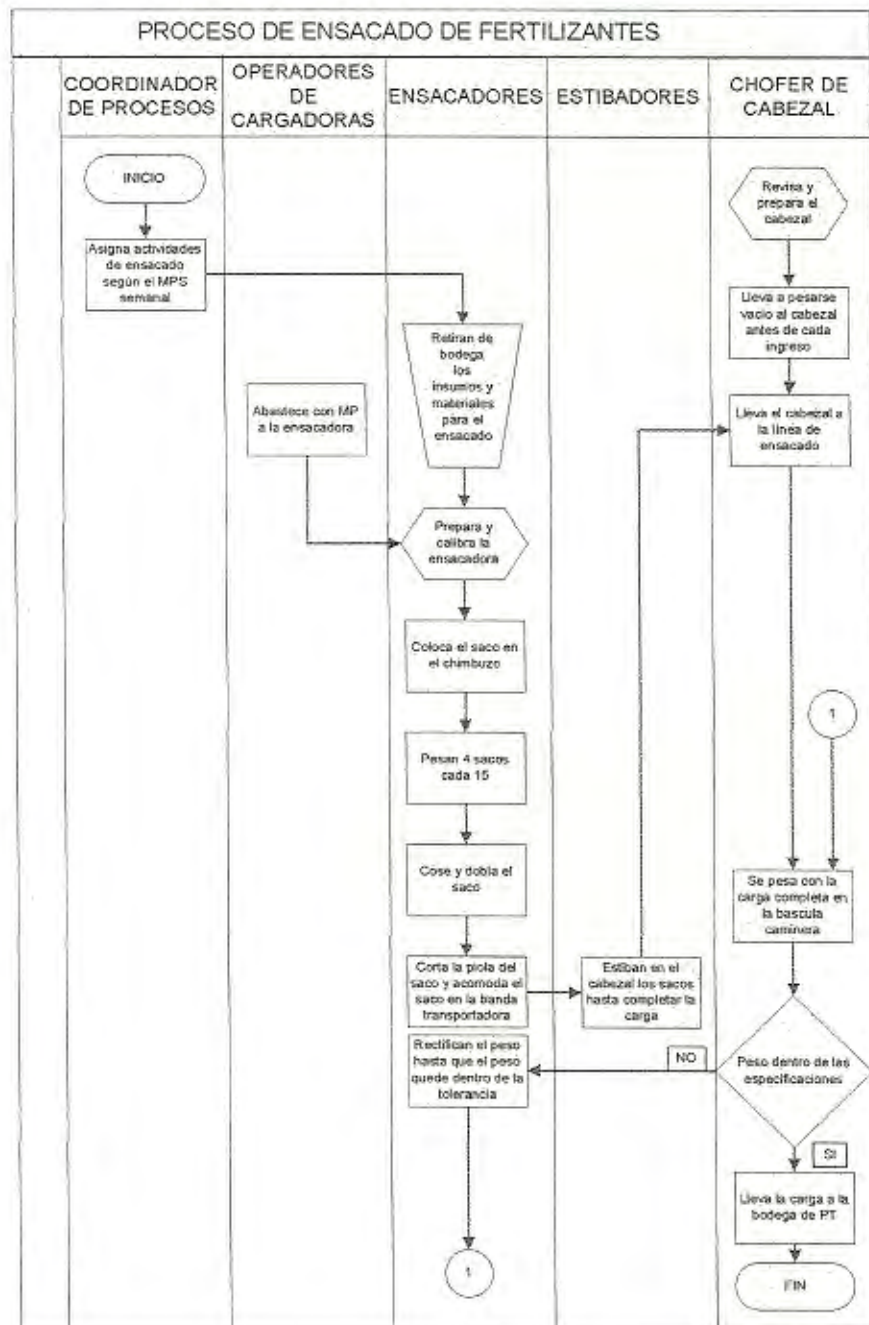 PROCESO DE ENSACADO DE FERTILIZANTES
COORDINADOR
DE PROCESOS
OPERADORES
DE
CARGADORAS
ENSACADORES
ESTIBADORES
CHOFER DE
CABEZAL
INICIO
Asigna actividades
de ensacado
según el MPS
semanal
Revisa y
prepara el
cabezal
Lleva a pesarse
vacio al cabezal
antes de cada
ingreso
Retiran de
bodega
los
insumos y
materiales
para el
ensacado
Abastece con MP
a la ensacadora
Lleva el cabezal a
la línea de
ensacado
Prepara y
calibra la
ensacadora
Coloca el saco en
el chimbuzo
1
Pesan 4 sacos
cada 15
Cose y dobla el
saco
Se pesa con la
carga completa en
la bascula
caminera
Corta la piola del
saco y acomoda el
saco en la banda
transportadora
Estiban en el
cabezal los sacos
hasta completar la
carga
Rectifican el peso
hasta que el peso
quede dentro de la
tolerancia
NO
Peso dentro de las
especificaciones
SI
Lleva la carga a la
bodega de PT
1
FIN